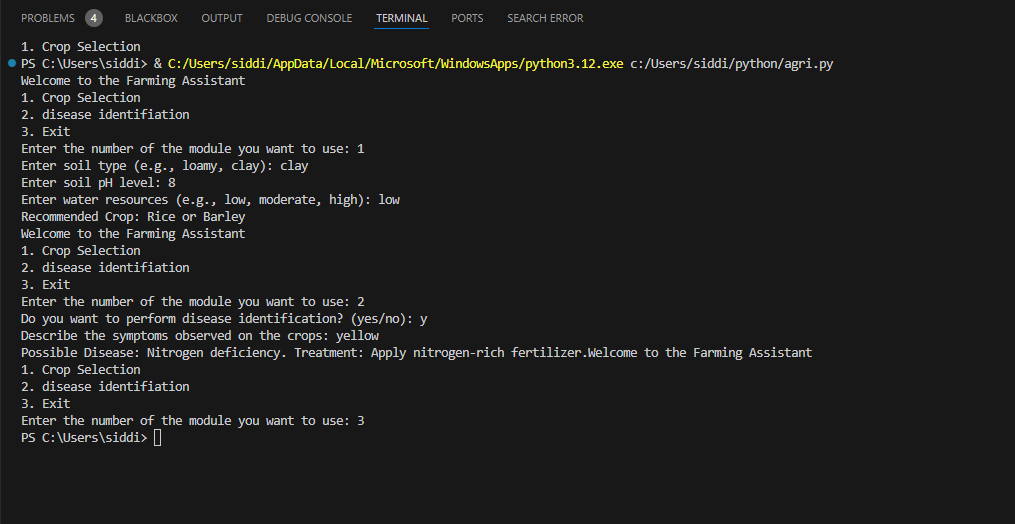 PROBLEMS 4 BLACKBOX OUTPUT DEBUG CONSOLE TERMINAL PORTS SEARCH ERROR
1. Crop Selection
PS C:\Users\siddi> & C:/Users/siddi/AppData/Local/Microsoft/WindowsApps/python3.12.exe c:/Users/siddi/python/agri.py
Welcome to the Farming Assistant
1. Crop Selection
2. disease identifiation
3. Exit
Enter the number of the module you want to use: 1
Enter soil type (e.g., loamy, clay): clay
Enter soil pH level: 8
Enter water resources (e.g., low, moderate, high): low
Recommended Crop: Rice or Barley
Welcome to the Farming Assistant
1. Crop Selection
2. disease identifiation
3. Exit
Enter the number of the module you want to use: 2
Do you want to perform disease identification? (yes/no): y
Describe the symptoms observed on the crops: yellow
Possible Disease: Nitrogen deficiency. Treatment: Apply nitrogen-rich fertilizer.Welcome to the Farming Assistant
1. Crop Selection
2. disease identifiation
3. Exit
Enter the number of the module you want to use: 3
PS C:\Users\siddi>